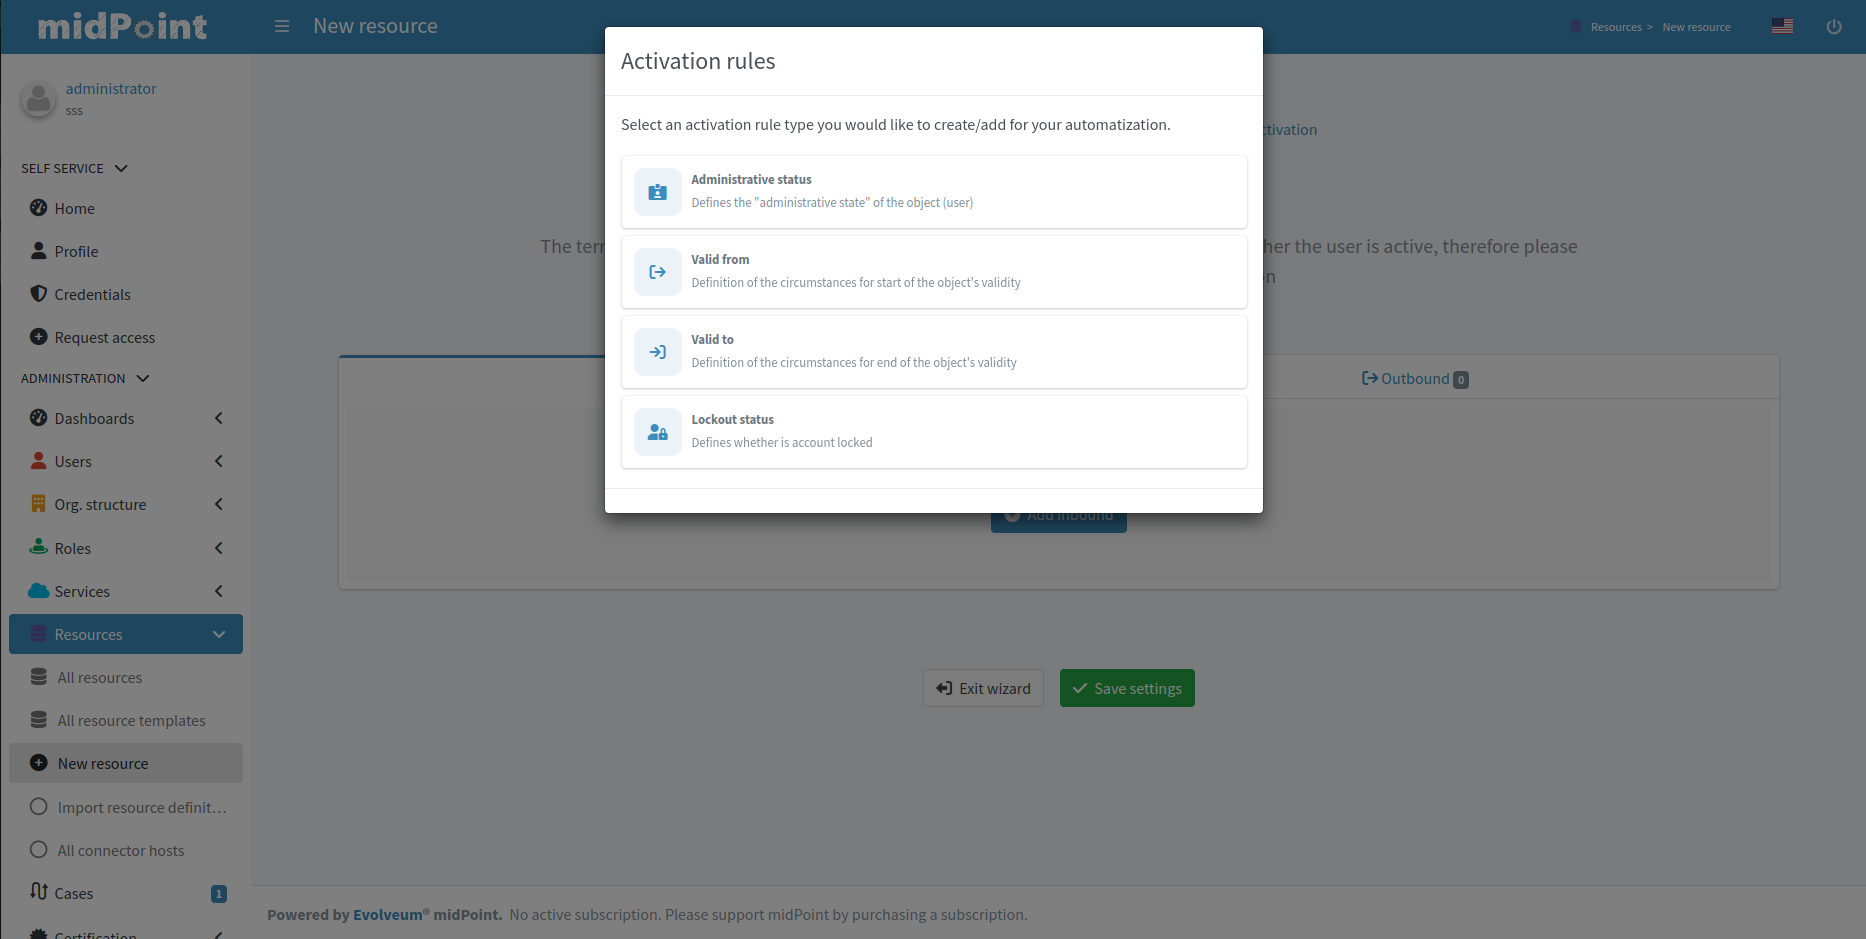 midPoint
New resource
Resources > New resource
administrator
sss
SELF SERVICE
Home
Profile
Credentials
Request access
ADMINISTRATION
Dashboards
Users
Org. structure
Roles
Services
Resources
All resources
All resource templates
New resource
Import resource definit...
All connector hosts
Cases
1
Certification
Activation rules
Select an activation rule type you would like to create/add for your automatization.
Administrative status
Defines the "administrative state" of the object (user)
Valid from
Definition of the circumstances for start of the object's validity
Valid to
Definition of the circumstances for end of the object's validity
Lockout status
Defines whether is account locked
ctivation
The ter
her the user is active, therefore please
n
Outbound 0
Add inbound
Exit wizard
Save settings
Powered by Evolveum® midPoint. No active subscription. Please support midPoint by purchasing a subscription.